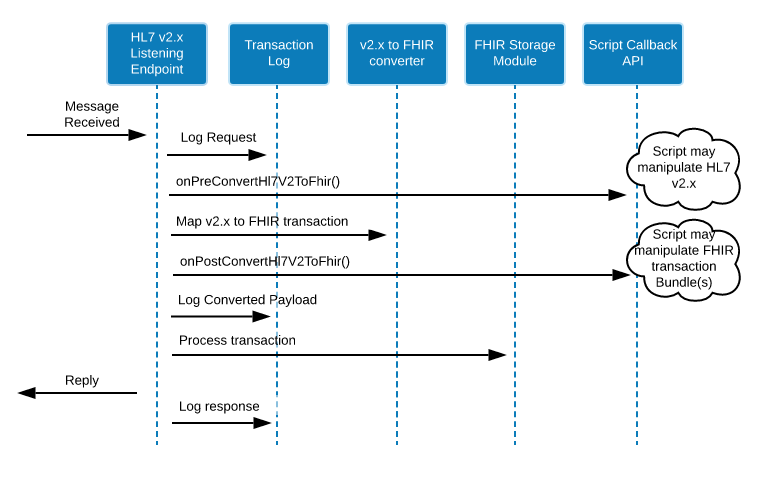 HL7 v2.x
Listening
Endpoint
Transaction
Log
v2.x to FHIR
converter
FHIR Storage
Module
Script Callback
API
Message
Received
Log Request
Script may
manipulate HL7
v2.x
onPreConvertHl7V2ToFhir()
Map v2.x to FHIR transaction
Script may
manipulate FHIR
transaction
Bundle(s)
onPostConvertHl7V2ToFhir()
Log Converted Payload
Process transaction
Reply
Log response